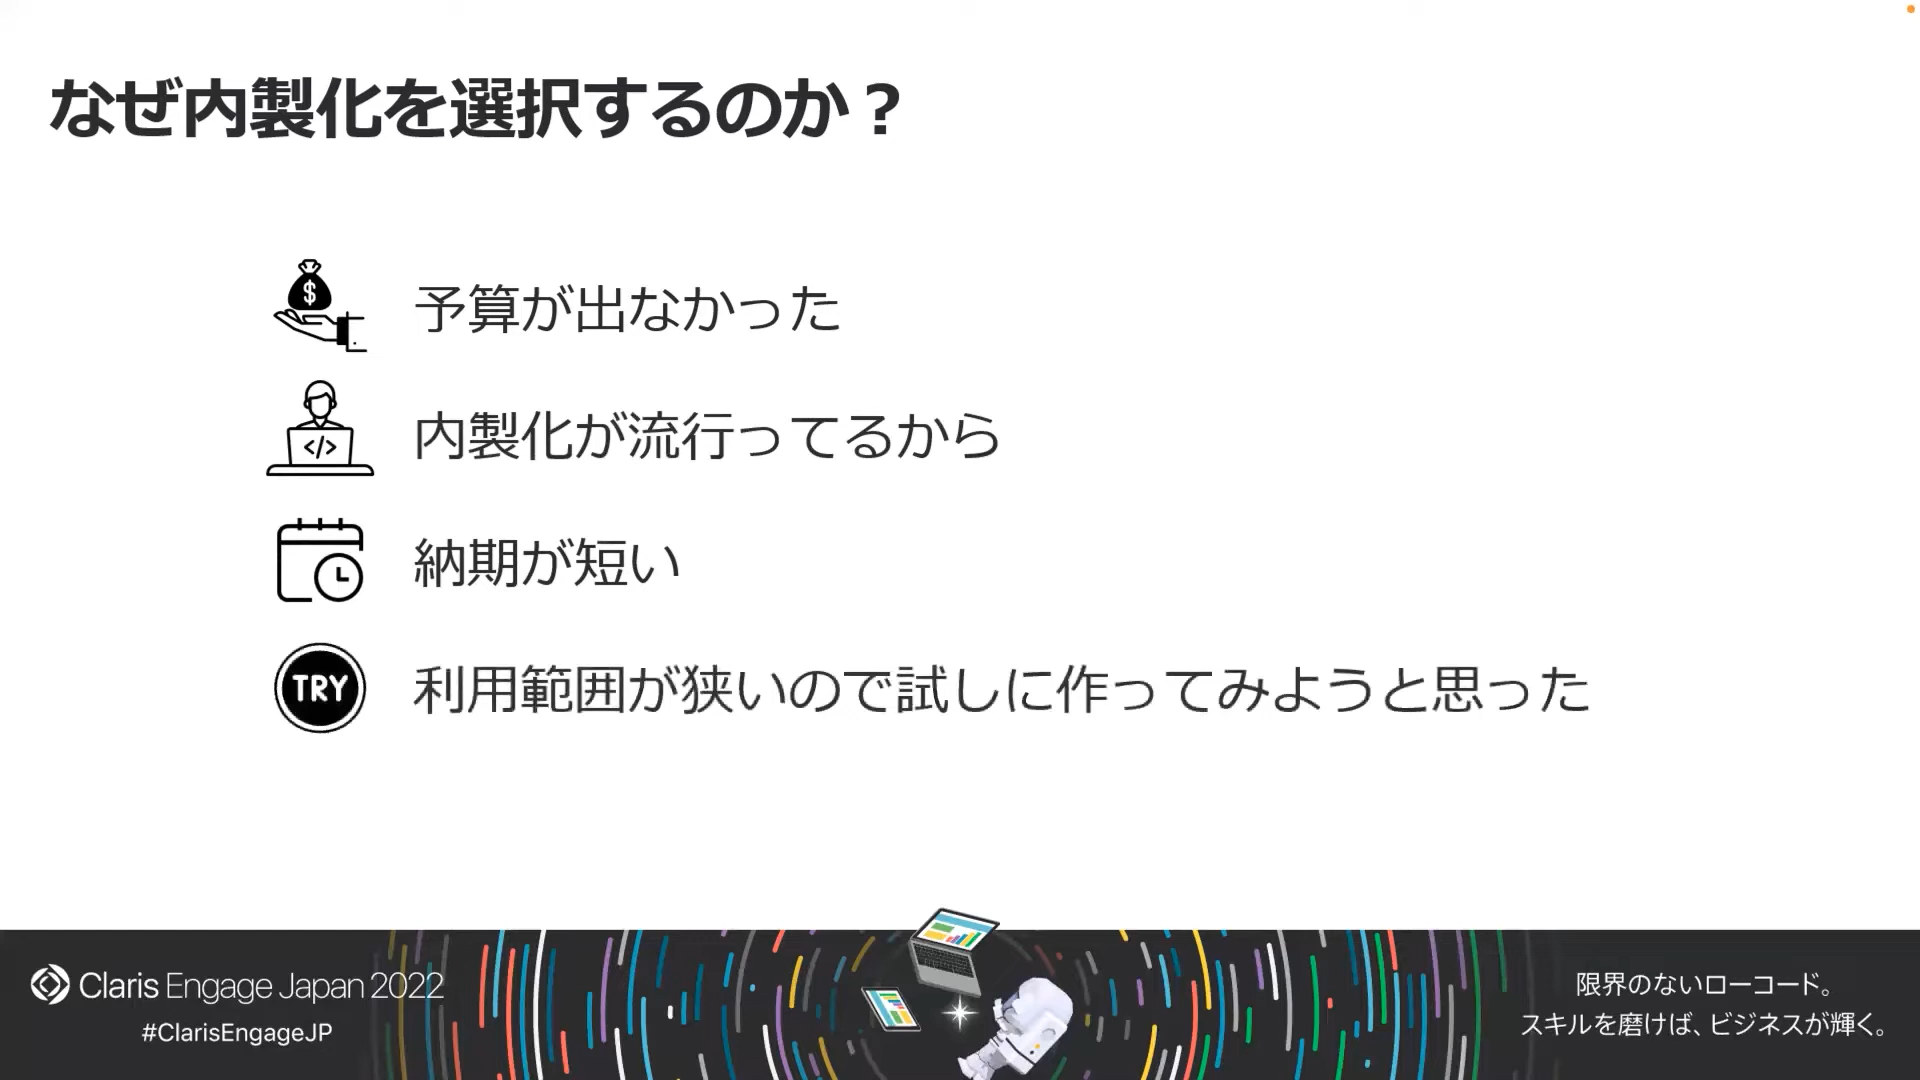 なぜ内製化を選択するのか？
$
予算が出なかった
</>
内製化が流行ってるから
納期が短い
TRY
利用範囲が狭いので試しに作ってみようと思った
Claris Engage Japan 2022
#ClarisEngageJP
限界のないローコード。
スキルを磨けば、ビジネスが輝く。